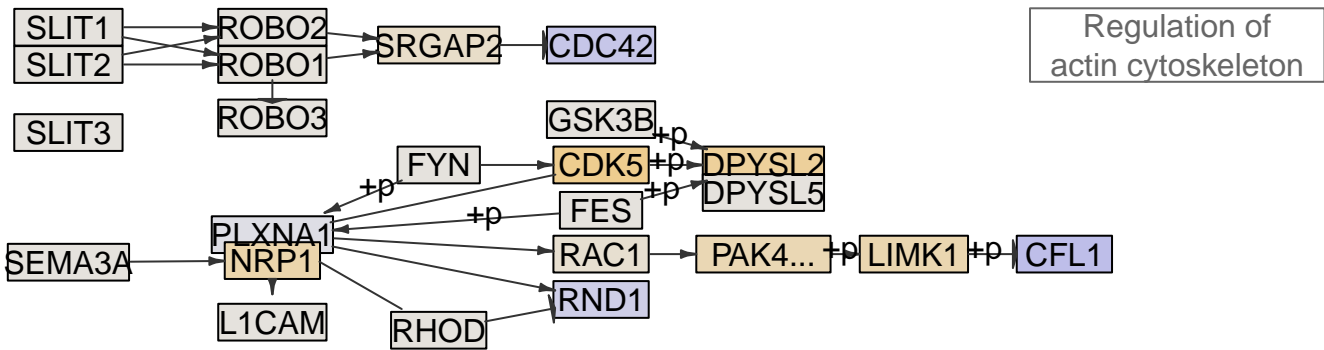 SLIT1
ROBO2
SRGAP2
CDC42
Regulation of
actin cytoskeleton
SLIT2
ROBO1
SLIT3
ROBO3
GSK3B
+p
FYN
CDK5
+p
DPYSL2
+p
FES
+p
DPYSL5
PLXNA1
+p
SEMA3A
NRP1
RAC1
PAK4...
+p
LIMK1
+p
CFL1
L1CAM
RHOD
RND1